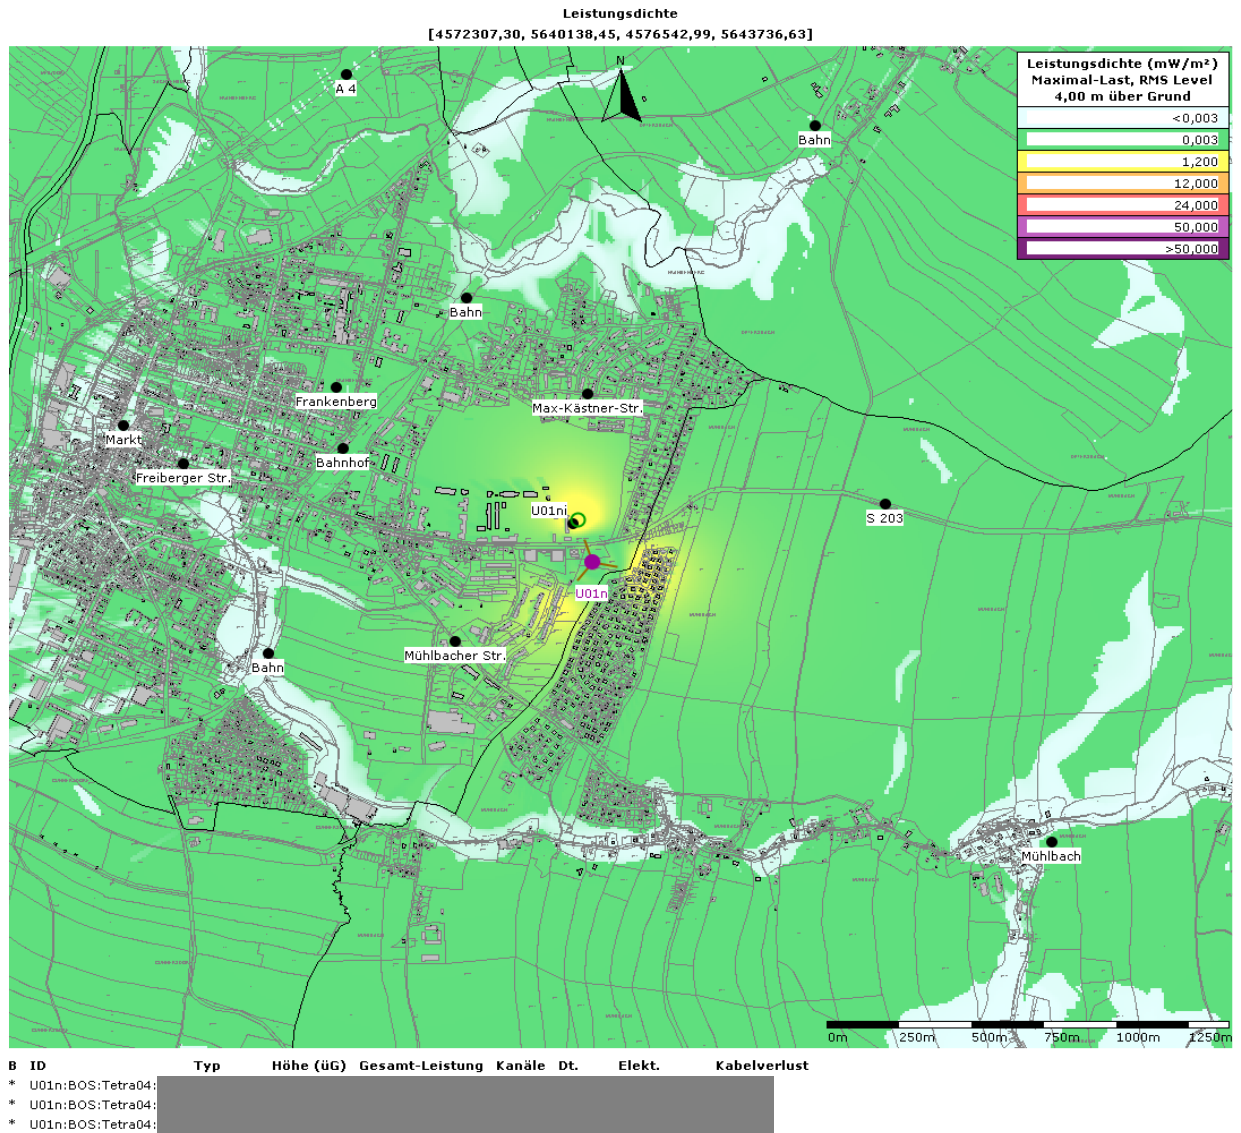 Leistungsdichte
[4572307,30, 5640138,45, 4576542,99, 5643736,63]
Leistungsdichte (mW/m²)
Maximal-Last, RMS Level
4,00 m über Grund
<0,003
0,003
1,200
12,000
24,000
50,000
>50,000
N
A 4
Bahn
Bahn
Frankenberg
Max-Kästner-Str.
Markt
Bahnhof
Freiberger Str.
U01ni
S 203
U01n
Mühlbacher Str.
Bahn
Mühlbach
0m 250m 500m 750m 1000m 1250m
B ID Typ Höhe (üG) Gesamt-Leistung Kanäle Dt. Elekt. Kabelverlust
* U01n:BOS:Tetra04:
* U01n:BOS:Tetra04:
* U01n:BOS:Tetra04: